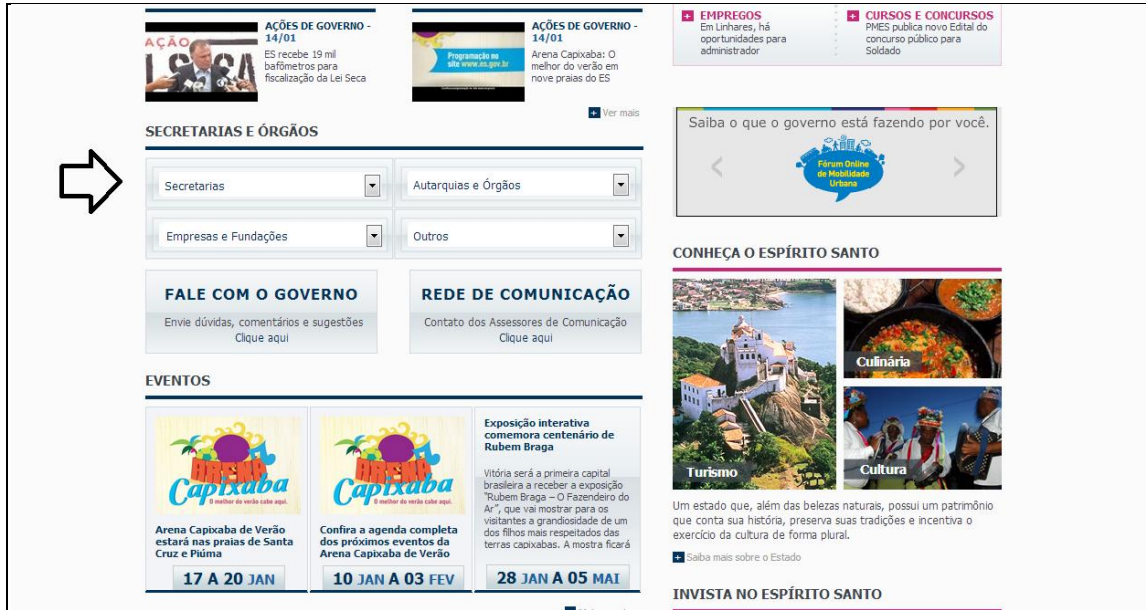 AÇÕES DE GOVERNO -
14/01
ES recebe 19 mil
bafômetros para
fiscalização da Lei Seca
Programação no
site www.es.gov.br
AÇÕES DE GOVERNO -
14/01
Arena Capixaba: O
melhor do verão em
nove praias do ES
Ver mais
EMPREGOS
Em Linhares, há
oportunidades para
administrador
CURSOS E CONCURSOS
PMES publica novo Edital do
concurso público para
Soldado
SECRETARIAS E ÓRGÃOS
Secretarias
Autarquias e Órgãos
Empresas e Fundações
Outros
FALE COM O GOVERNO
Envie dúvidas, comentários e sugestões
Clique aqui
REDE DE COMUNICAÇÃO
Contato dos Assessores de Comunicação
Clique aqui
EVENTOS
ARENA
Capixaba
O melhor do verão cabe aqui.
Arena Capixaba de Verão
estará nas praias de Santa
Cruz e Piúma
17 A 20 JAN
ARENA
Capixaba
O melhor do verão cabe aqui.
Confira a agenda completa
dos próximos eventos da
Arena Capixaba de Verão
10 JAN A 03 FEV
Exposição interativa
comemora centenário de
Rubem Braga
Vitória será a primeira capital
brasileira a receber a exposição
"Rubem Braga – O Fazendeiro do
Ar", que vai mostrar para os
visitantes a grandiosidade de um
dos filhos mais respeitados das
terras capixabas. A mostra ficará
28 JAN A 05 MAI
Saiba o que o governo está fazendo por você.
Fórum Online
de Mobilidade
Urbana
CONHEÇA O ESPÍRITO SANTO
Turismo
Culinária
Cultura
Um estado que, além das belezas naturais, possui um patrimônio
que conta sua história, preserva suas tradições e incentiva o
exercício da cultura de forma plural.
Saiba mais sobre o Estado
INVISTA NO ESPÍRITO SANTO